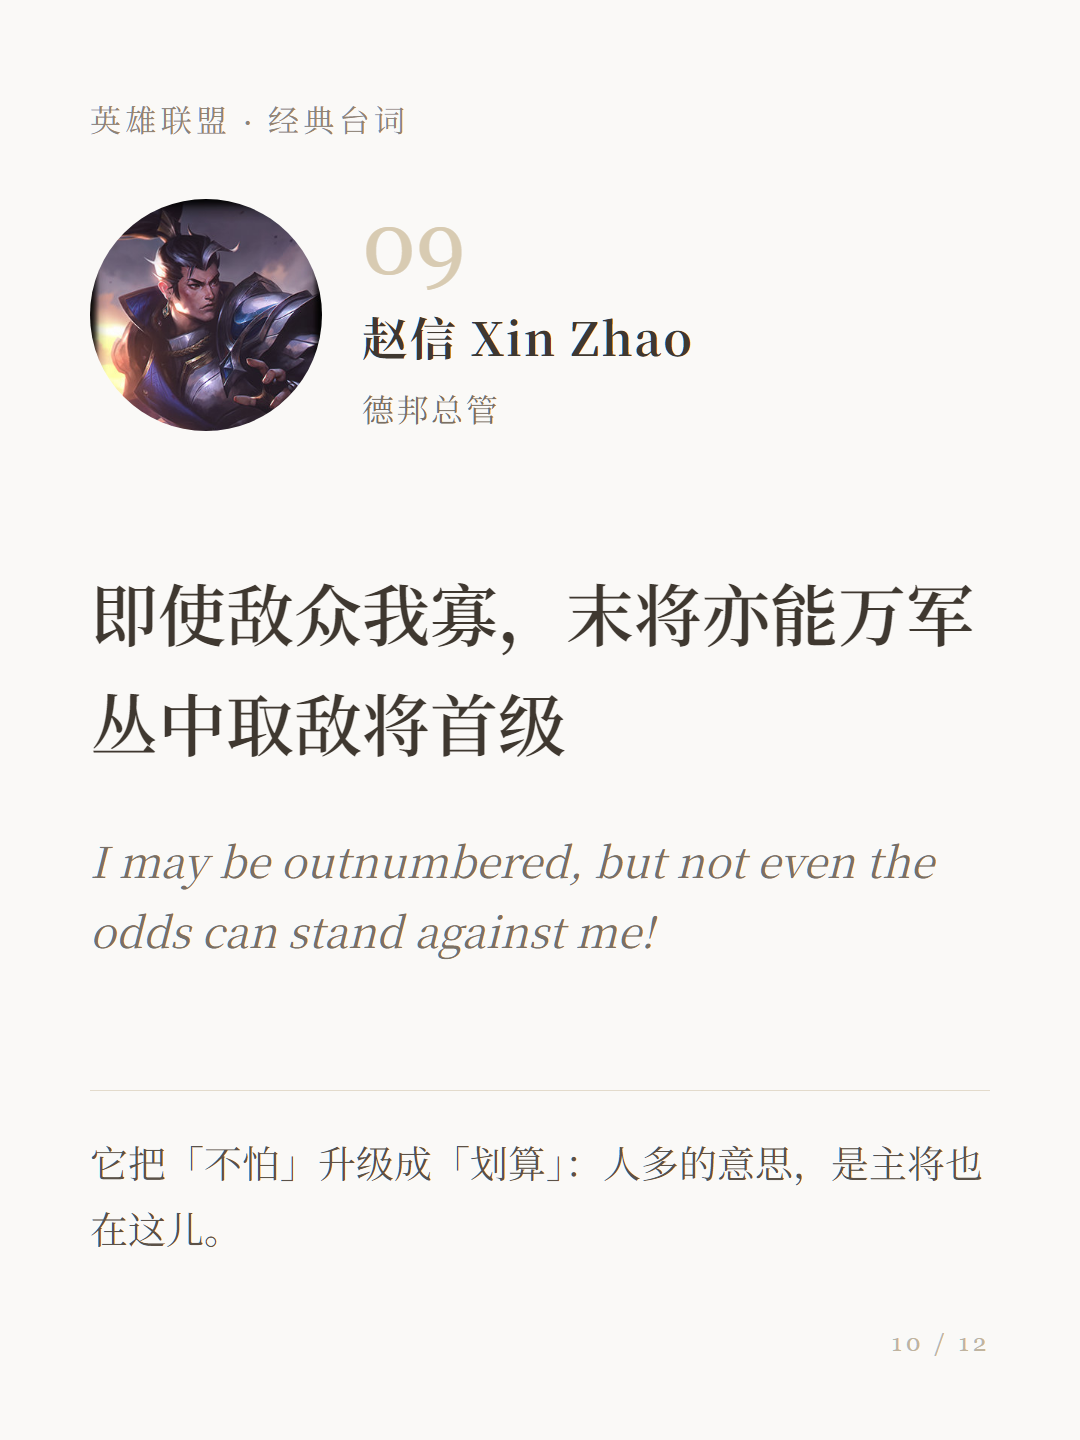 英雄联盟 · 经典台词
09
赵信 Xin Zhao
德邦总管
即使敌众我寡，末将亦能万军
丛中取敌将首级
I may be outnumbered, but not even the
odds can stand against me!
它把「不怕」升级成「划算」：人多的意思，是主将也
在这儿。
10 / 12